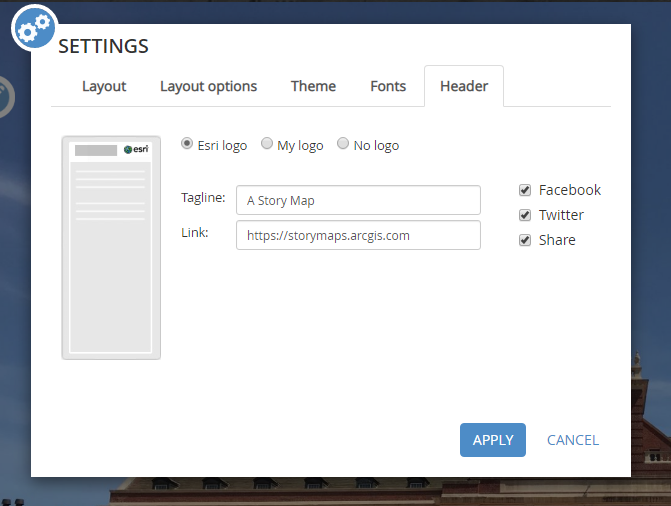 SETTINGS
Layout Layout options Theme Fonts Header
esri
Esri logo My logo No logo
Tagline: A Story Map
Link: https://storymaps.arcgis.com
Facebook
Twitter
Share
APPLY CANCEL